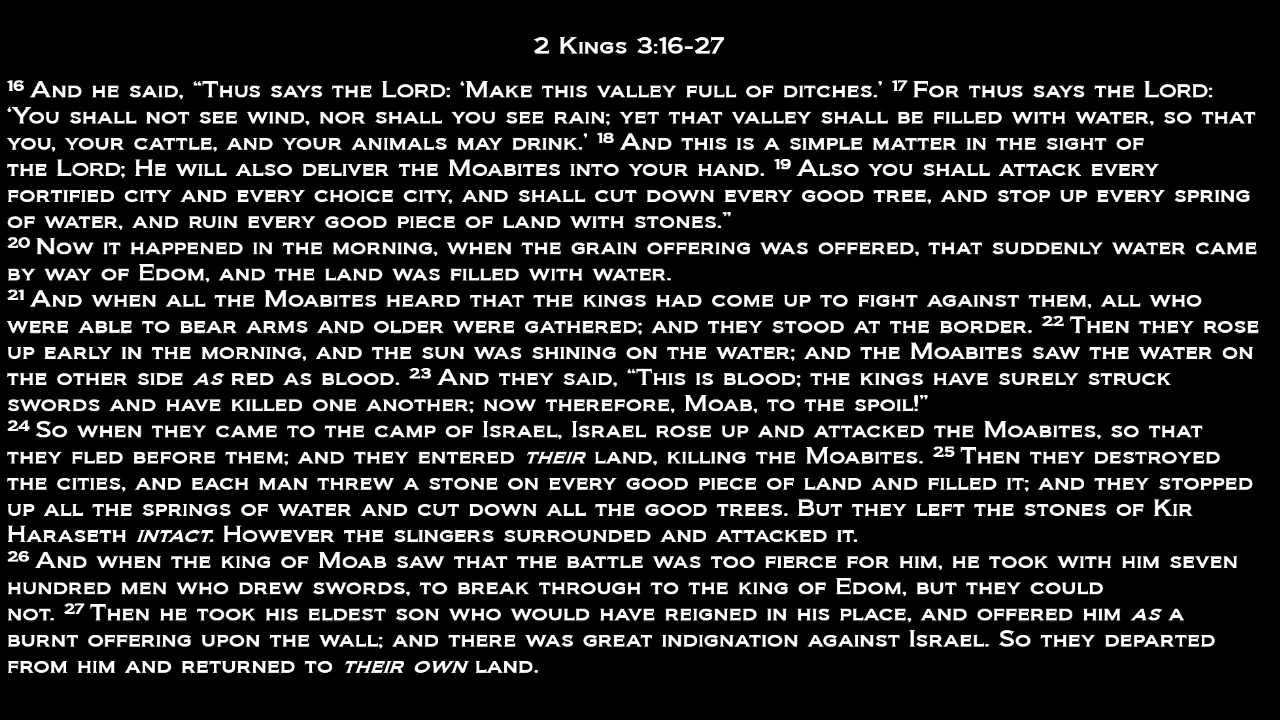 2 Kings 3:16-27
16 And he said, “Thus says the Lord: ‘Make this valley full of ditches.’ 17 For thus says the Lord:
‘You shall not see wind, nor shall you see rain; yet that valley shall be filled with water, so that
you, your cattle, and your animals may drink.’ 18 And this is a simple matter in the sight of
the Lord; He will also deliver the Moabites into your hand. 19 Also you shall attack every
fortified city and every choice city, and shall cut down every good tree, and stop up every spring
of water, and ruin every good piece of land with stones.”
20 Now it happened in the morning, when the grain offering was offered, that suddenly water came
by way of Edom, and the land was filled with water.
21 And when all the Moabites heard that the kings had come up to fight against them, all who
were able to bear arms and older were gathered; and they stood at the border. 22 Then they rose
up early in the morning, and the sun was shining on the water; and the Moabites saw the water on
the other side as red as blood. 23 And they said, “This is blood; the kings have surely struck
swords and have killed one another; now therefore, Moab, to the spoil!”
24 So when they came to the camp of Israel, Israel rose up and attacked the Moabites, so that
they fled before them; and they entered their land, killing the Moabites. 25 Then they destroyed
the cities, and each man threw a stone on every good piece of land and filled it; and they stopped
up all the springs of water and cut down all the good trees. But they left the stones of Kir
Haraseth intact. However the slingers surrounded and attacked it.
26 And when the king of Moab saw that the battle was too fierce for him, he took with him seven
hundred men who drew swords, to break through to the king of Edom, but they could
not. 27 Then he took his eldest son who would have reigned in his place, and offered him as a
burnt offering upon the wall; and there was great indignation against Israel. So they departed
from him and returned to their own land.